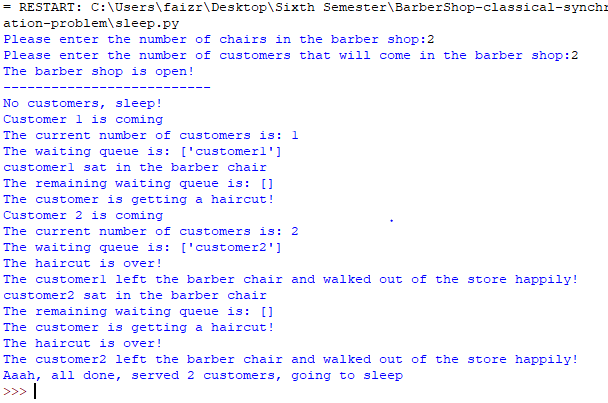 = RESTART: C:\Users\faizr\Desktop\Sixth Semester\BarberShop-classical-synchr
ation-problem\sleep.py
Please enter the number of chairs in the barber shop:2
Please enter the number of customers that will come in the barber shop:2
The barber shop is open!
--------------------------
No customers, sleep!
Customer 1 is coming
The current number of customers is: 1
The waiting queue is: ['customer1']
customer1 sat in the barber chair
The remaining waiting queue is: []
The customer is getting a haircut!
Customer 2 is coming
The current number of customers is: 2
The waiting queue is: ['customer2']
The haircut is over!
The customer1 left the barber chair and walked out of the store happily!
customer2 sat in the barber chair
The remaining waiting queue is: []
The customer is getting a haircut!
The haircut is over!
The customer2 left the barber chair and walked out of the store happily!
Aaah, all done, served 2 customers, going to sleep
>>>